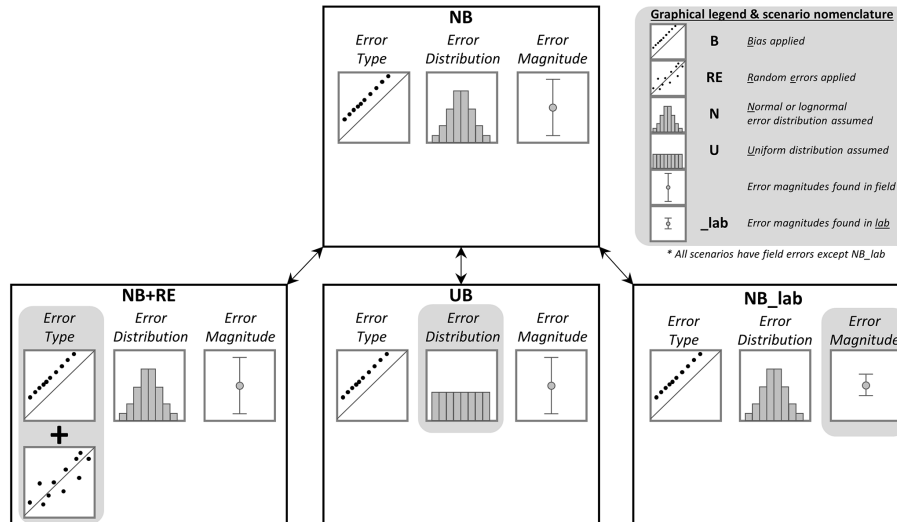 NB
Error Type
Error Distribution
Error Magnitude
Graphical legend & scenario nomenclature
B Bias applied
RE Random errors applied
N Normal or lognormal
error distribution assumed
U Uniform distribution assumed
Error magnitudes found in field
_lab Error magnitudes found in lab
* All scenarios have field errors except NB_lab
NB+RE
Error Type
Error Distribution
Error Magnitude
+
UB
Error Type
Error Distribution
Error Magnitude
NB_lab
Error Type
Error Distribution
Error Magnitude